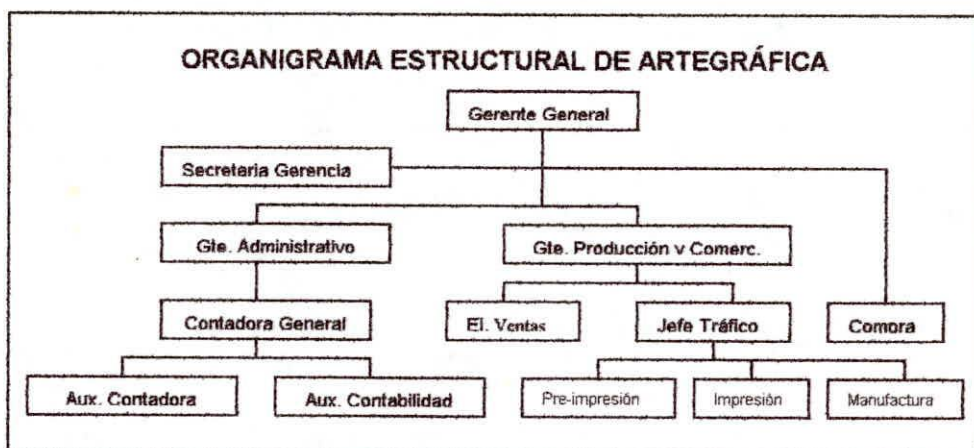 ORGANIGRAMA ESTRUCTURAL DE ARTEGRÁFICA
Gerente General
Secretaria Gerencia
Gte. Administrativo
Gte. Producción v Comerc.
Contadora General
El. Ventas
Jefe Tráfico
Comora
Aux. Contadora
Aux. Contabilidad
Pre-impresión
Impresión
Manufactura